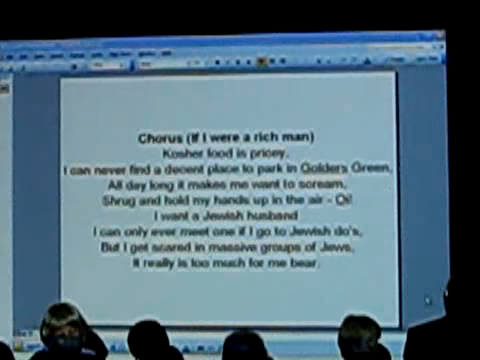 Chorus (If I were a rich man)
Kosher food is pricey,
I can never find a decent place to park in Golders Green,
All day long it makes me want to scream,
Shrug and hold my hands up in the air - Oi!
I want a Jewish husband
I can only ever meet one if I go to Jewish do's,
But I get scared in massive groups of Jews,
It really is too much for me bear.